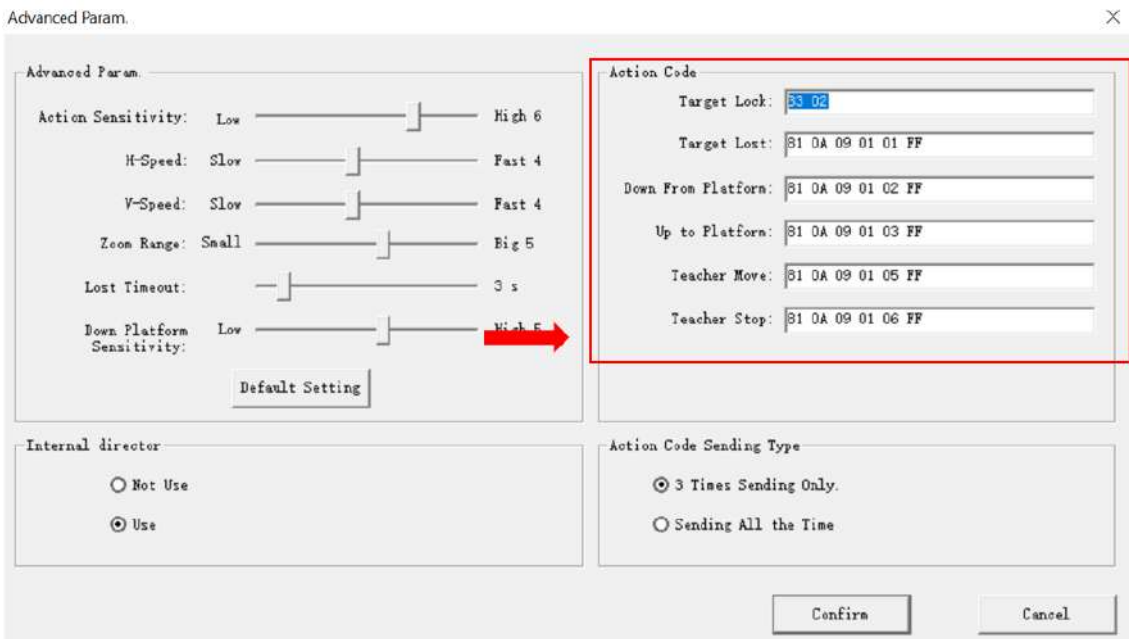 Advanced Param.
Advanced Param.
Action Sensitivity: Low High 6
H-Speed: Slow Fast 4
V-Speed: Slow Fast 4
Zoom Range: Small Big 5
Lost Timeout: 3 s
Down Platform Sensitivity: Low High 5
Default Setting
Action Code
Target Lock: 33 02
Target Lost: 81 0A 09 01 01 FF
Down From Platform: 81 0A 09 01 02 FF
Up to Platform: 81 0A 09 01 03 FF
Teacher Move: 81 0A 09 01 05 FF
Teacher Stop: 81 0A 09 01 06 FF
Internal director
Not Use
Use
Action Code Sending Type
3 Times Sending Only.
Sending All the Time
Confirm
Cancel